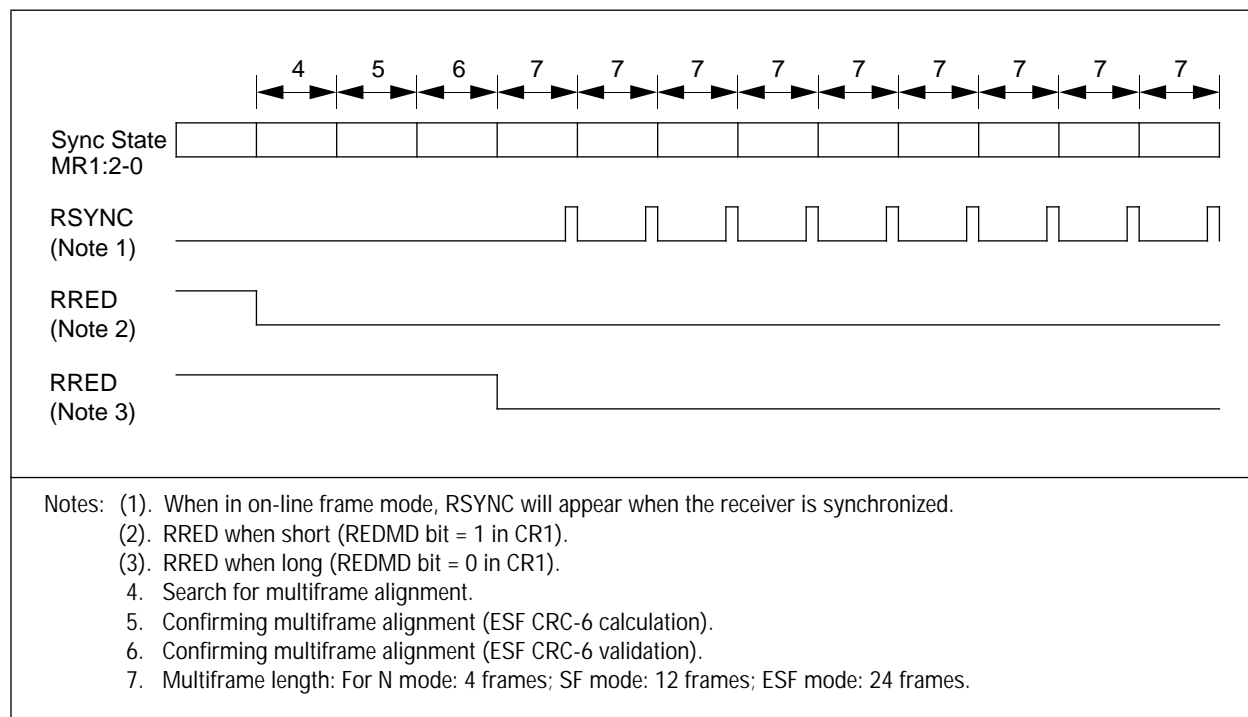 4 5 6 7 7 7 7 7 7 7 7 7
Sync State
MR1:2-0
RSYNC
(Note 1)
RRED
(Note 2)
RRED
(Note 3)
Notes: (1). When in on-line frame mode, RSYNC will appear when the receiver is synchronized.
(2). RRED when short (REDMD bit = 1 in CR1).
(3). RRED when long (REDMD bit = 0 in CR1).
4. Search for multiframe alignment.
5. Confirming multiframe alignment (ESF CRC-6 calculation).
6. Confirming multiframe alignment (ESF CRC-6 validation).
7. Multiframe length: For N mode: 4 frames; SF mode: 12 frames; ESF mode: 24 frames.